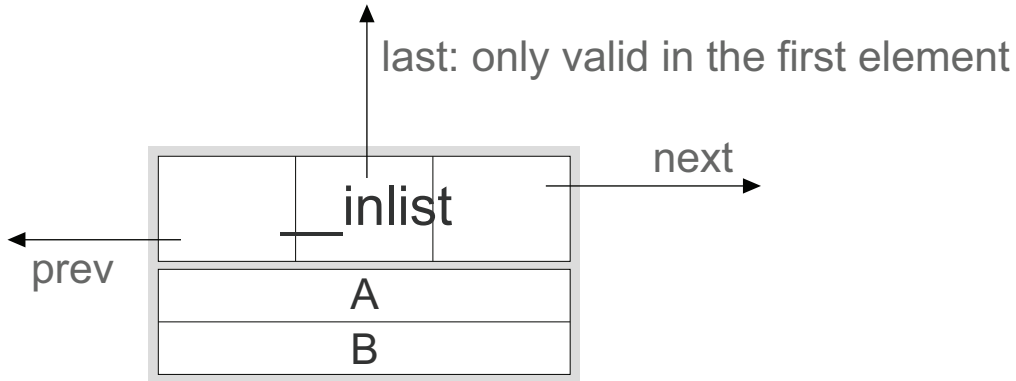 last: only valid in the first element
next
__inlist
prev
A
B